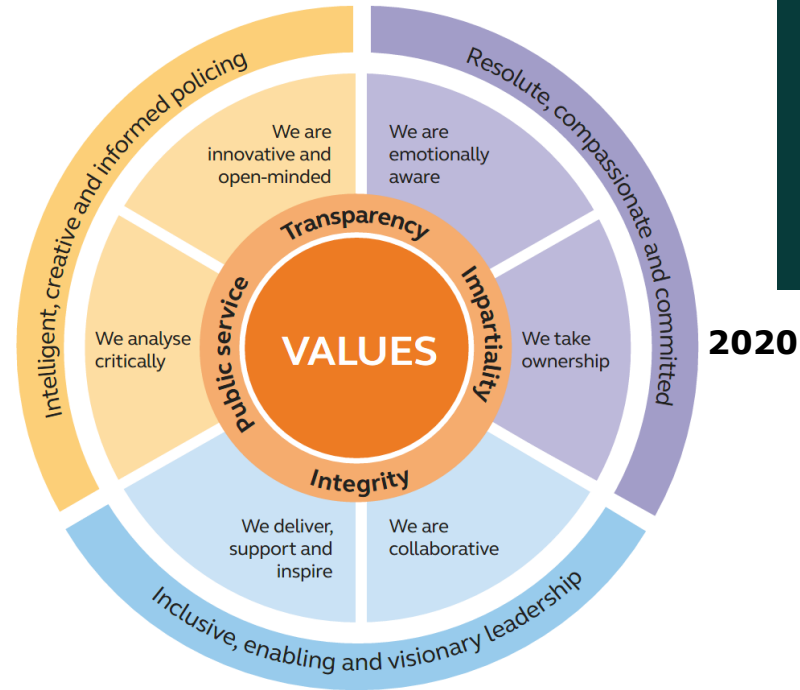 Intelligent, creative and informed policing
Resolute, compassionate and committed
We are
innovative and
open-minded
We are
emotionally
aware
Transparency
Public service
Impartiality
Integrity
VALUES
We analyse
critically
We take
ownership
2020
We deliver,
support and
inspire
We are
collaborative
Inclusive, enabling and visionary leadership